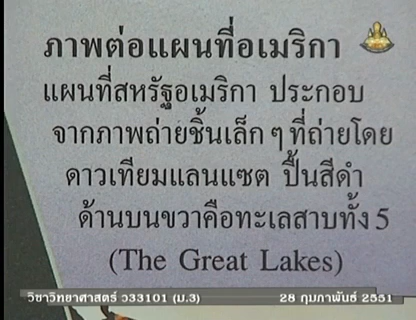 ภาพต่อแผนที่อเมริกา
แผนที่สหรัฐอเมริกา ประกอบ
จากภาพถ่ายชิ้นเล็ก ๆ ที่ถ่ายโดย
ดาวเทียมแลนแซต ปื้นสีดำ
ด้านบนขวาคือทะเลสาบทั้ง 5
(The Great Lakes)
วิชาวิทยาศาสตร์ ว33101 (ม.3) 28 กุมภาพันธ์ 2551